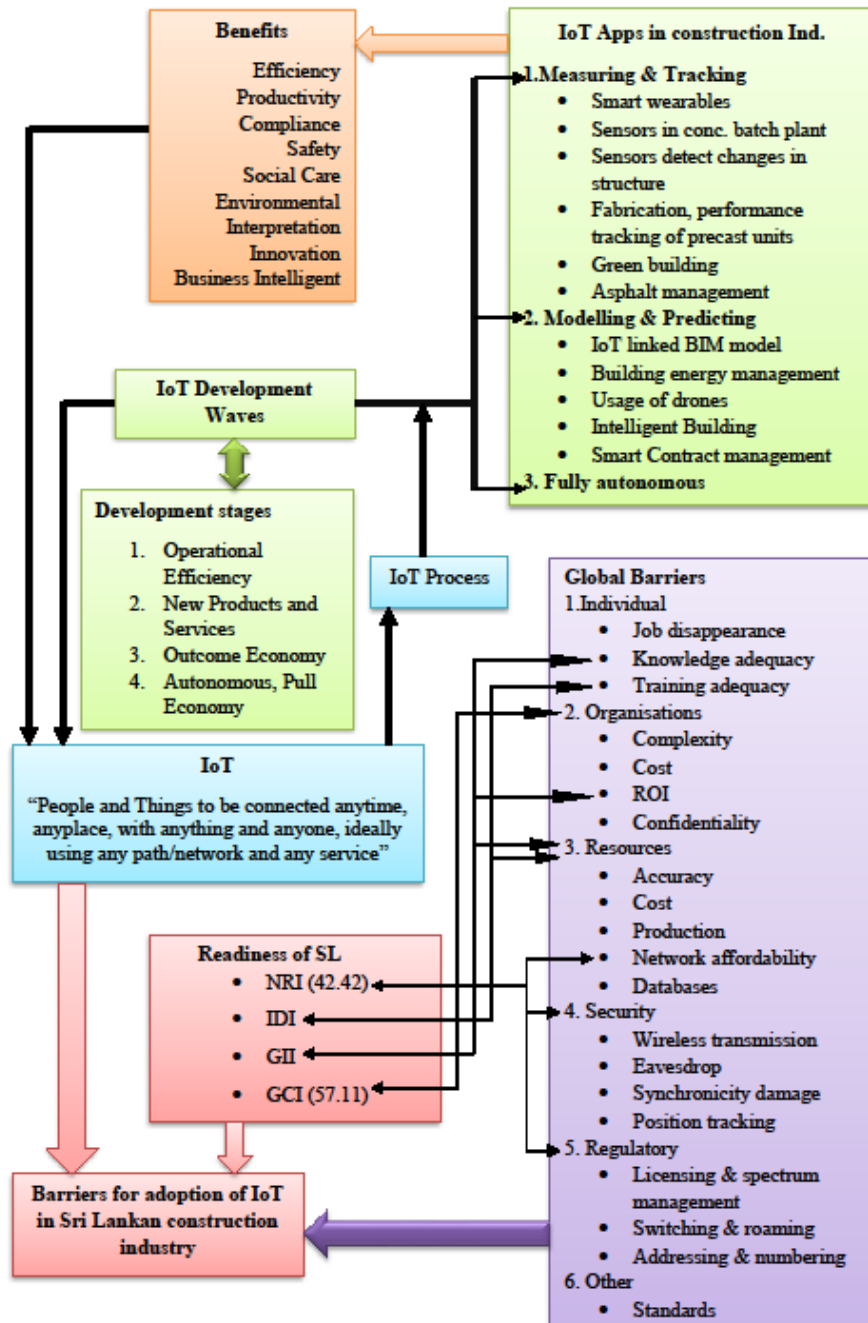 Benefits
Efficiency
Productivity
Compliance
Safety
Social Care
Environmental
Interpretation
Innovation
Business Intelligent
IoT Apps in construction Ind.
1.Measuring & Tracking
• Smart wearables
• Sensors in conc. batch plant
• Sensors detect changes in
structure
• Fabrication, performance
tracking of precast units
• Green building
• Asphalt management
2. Modelling & Predicting
• IoT linked BIM model
• Building energy management
• Usage of drones
• Intelligent Building
• Smart Contract management
3. Fully autonomous
IoT Development
Waves
Development stages
1. Operational
Efficiency
2. New Products and
Services
3. Outcome Economy
4. Autonomous, Pull
Economy
IoT Process
IoT
“People and Things to be connected anytime,
anyplace, with anything and anyone, ideally
using any path/network and any service”
Global Barriers
1.Individual
• Job disappearance
• Knowledge adequacy
• Training adequacy
2. Organisations
• Complexity
• Cost
• ROI
• Confidentiality
3. Resources
• Accuracy
• Cost
• Production
• Network affordability
• Databases
4. Security
• Wireless transmission
• Eavesdrop
• Synchronicity damage
• Position tracking
5. Regulatory
• Licensing & spectrum
management
• Switching & roaming
• Addressing & numbering
6. Other
• Standards
Readiness of SL
• NRI (42.42)
• IDI
• GII
• GCI (57.11)
Barriers for adoption of IoT
in Sri Lankan construction
industry